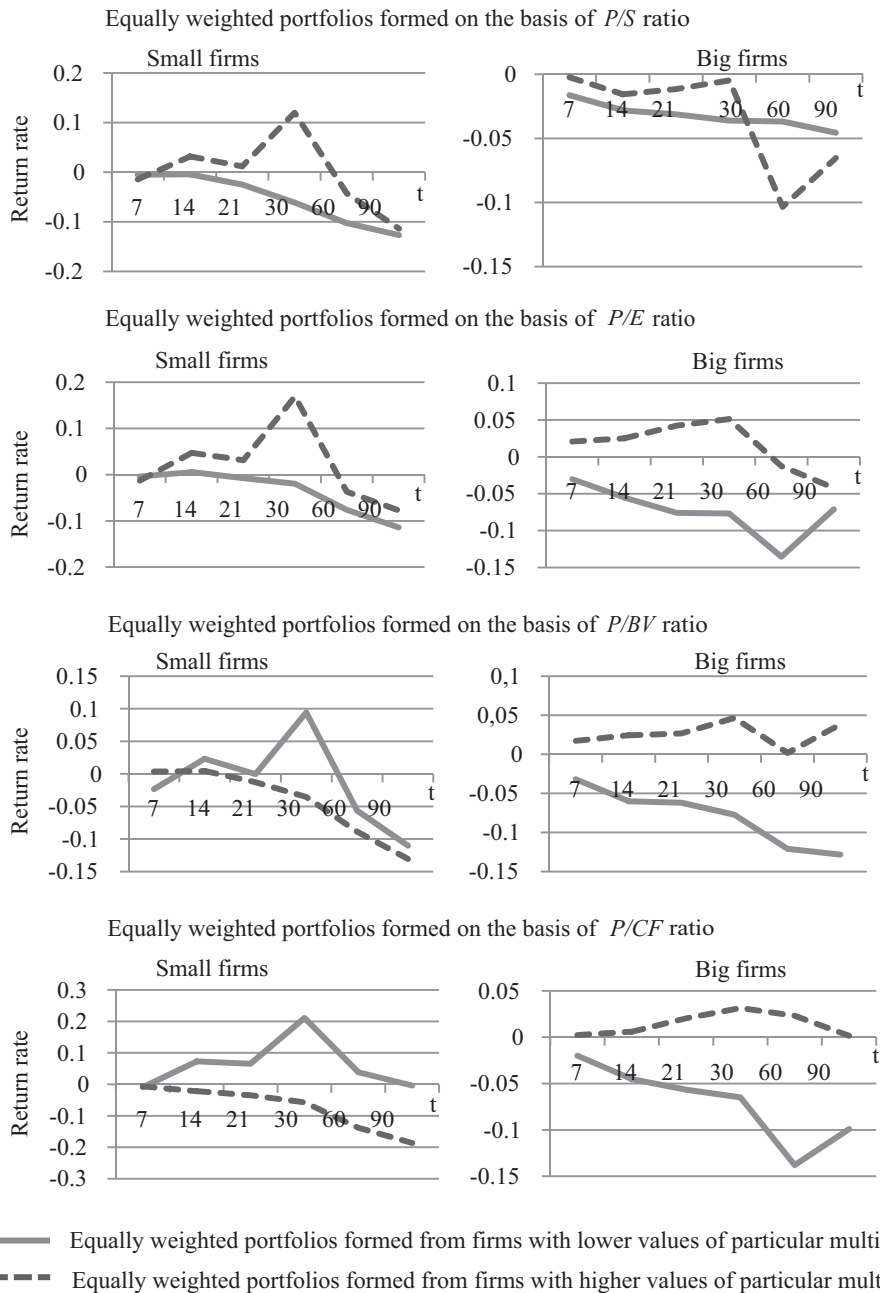 Equally weighted portfolios formed on the basis of P/S ratio
Small firms
Big firms
Return rate
0.2
0.1
0
-0.1
-0.2
7 14 21 30 60 90
t
0
-0.05
-0.1
-0.15
7 14 21 30 60 90
t
Equally weighted portfolios formed on the basis of P/E ratio
Small firms
Big firms
Return rate
0.2
0.1
0
-0.1
-0.2
7 14 21 30 60 90
t
0.1
0.05
0
-0.05
-0.1
-0.15
7 14 21 30 60 90
t
Equally weighted portfolios formed on the basis of P/BV ratio
Small firms
Big firms
Return rate
0.15
0.1
0.05
0
-0.05
-0.1
-0.15
7 14 21 30 60 90
t
0,1
0,05
0
-0.05
-0.1
-0.15
7 14 21 30 60 90
t
Equally weighted portfolios formed on the basis of P/CF ratio
Small firms
Big firms
Return rate
0.3
0.2
0.1
0
-0.1
-0.2
-0.3
7 14 21 30 60 90
t
0.05
0
-0.05
-0.1
-0.15
7 14 21 30 60 90
t
Equally weighted portfolios formed from firms with lower values of particular multi
Equally weighted portfolios formed from firms with higher values of particular mult